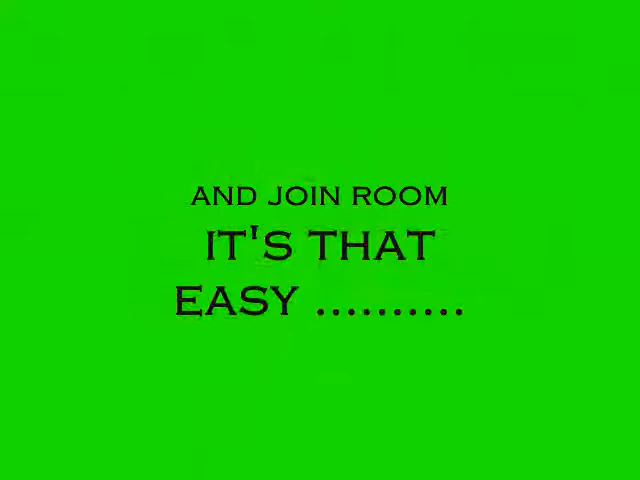 AND JOIN ROOM
IT'S THAT
EASY ..........